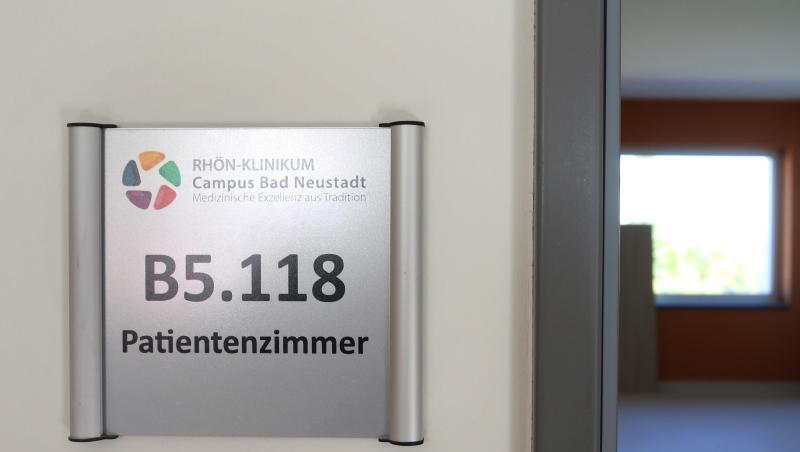 RHÖN-KLINIKUM
Campus Bad Neustadt
Medizinische Exzellenz aus Tradition
B5.118
Patientenzimmer